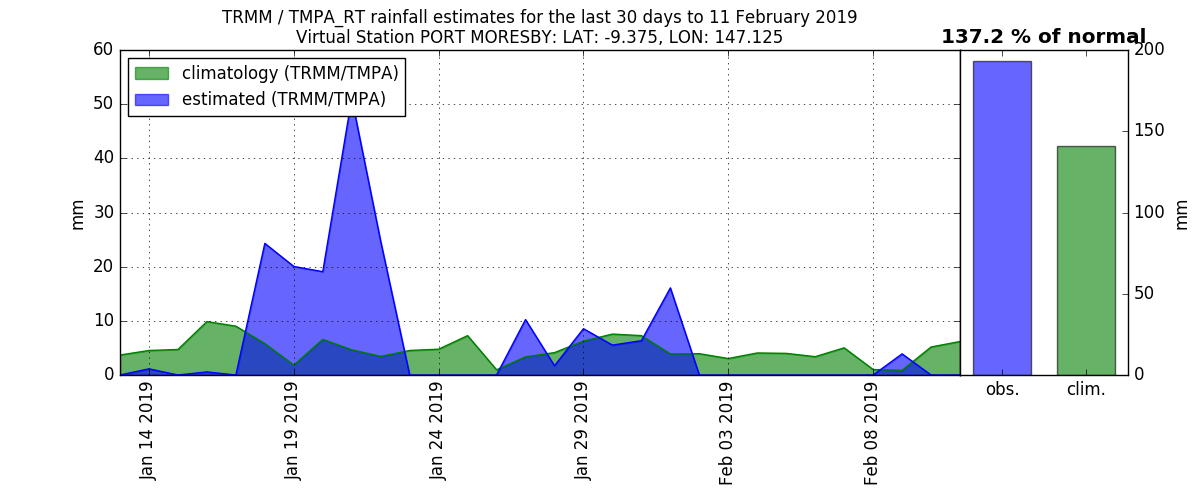 TRMM / TMPA_RT rainfall estimates for the last 30 days to 11 February 2019
Virtual Station PORT MORESBY: LAT: -9.375, LON: 147.125
137.2 % of normal
climatology (TRMM/TMPA)
estimated (TRMM/TMPA)
60
50
40
30
20
10
0
mm
Jan 14 2019
Jan 19 2019
Jan 24 2019
Jan 29 2019
Feb 03 2019
Feb 08 2019
200
150
100
50
0
mm
obs.
clim.